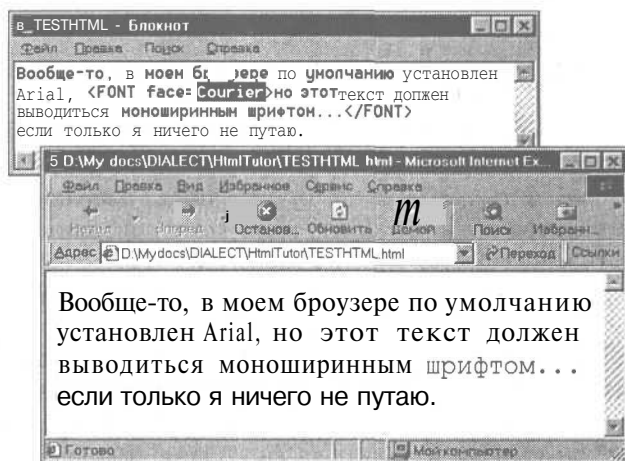 в_TESTHTML - Блокнот
Файл Правка Поиск Справка
Вообще-то, в моем по умолчанию установлен
Arial, <FONT face=Courier>но этот текст должен
выводиться моноширинным шрифтом...</FONT>
если только я ничего не путаю.
5 D:\My docs\DIALECT\HtmlTutor\TESTHTML html - Microsoft Internet Ex...
Файл Правка Вид Избранное Сервис Справка
Назад Вперед j Останов... Обновить m Домой Поиск Избранн...
Адрес D:\Mydocs\DIALECT\HtmlTutor\TESTHTML.html Переход Ссылки
Вообще-то, в моем броузере по умолчанию
установлен Arial, но этот текст должен
выводиться моноширинным шрифтом...
если только я ничего не путаю.
Готово Мой компьютер